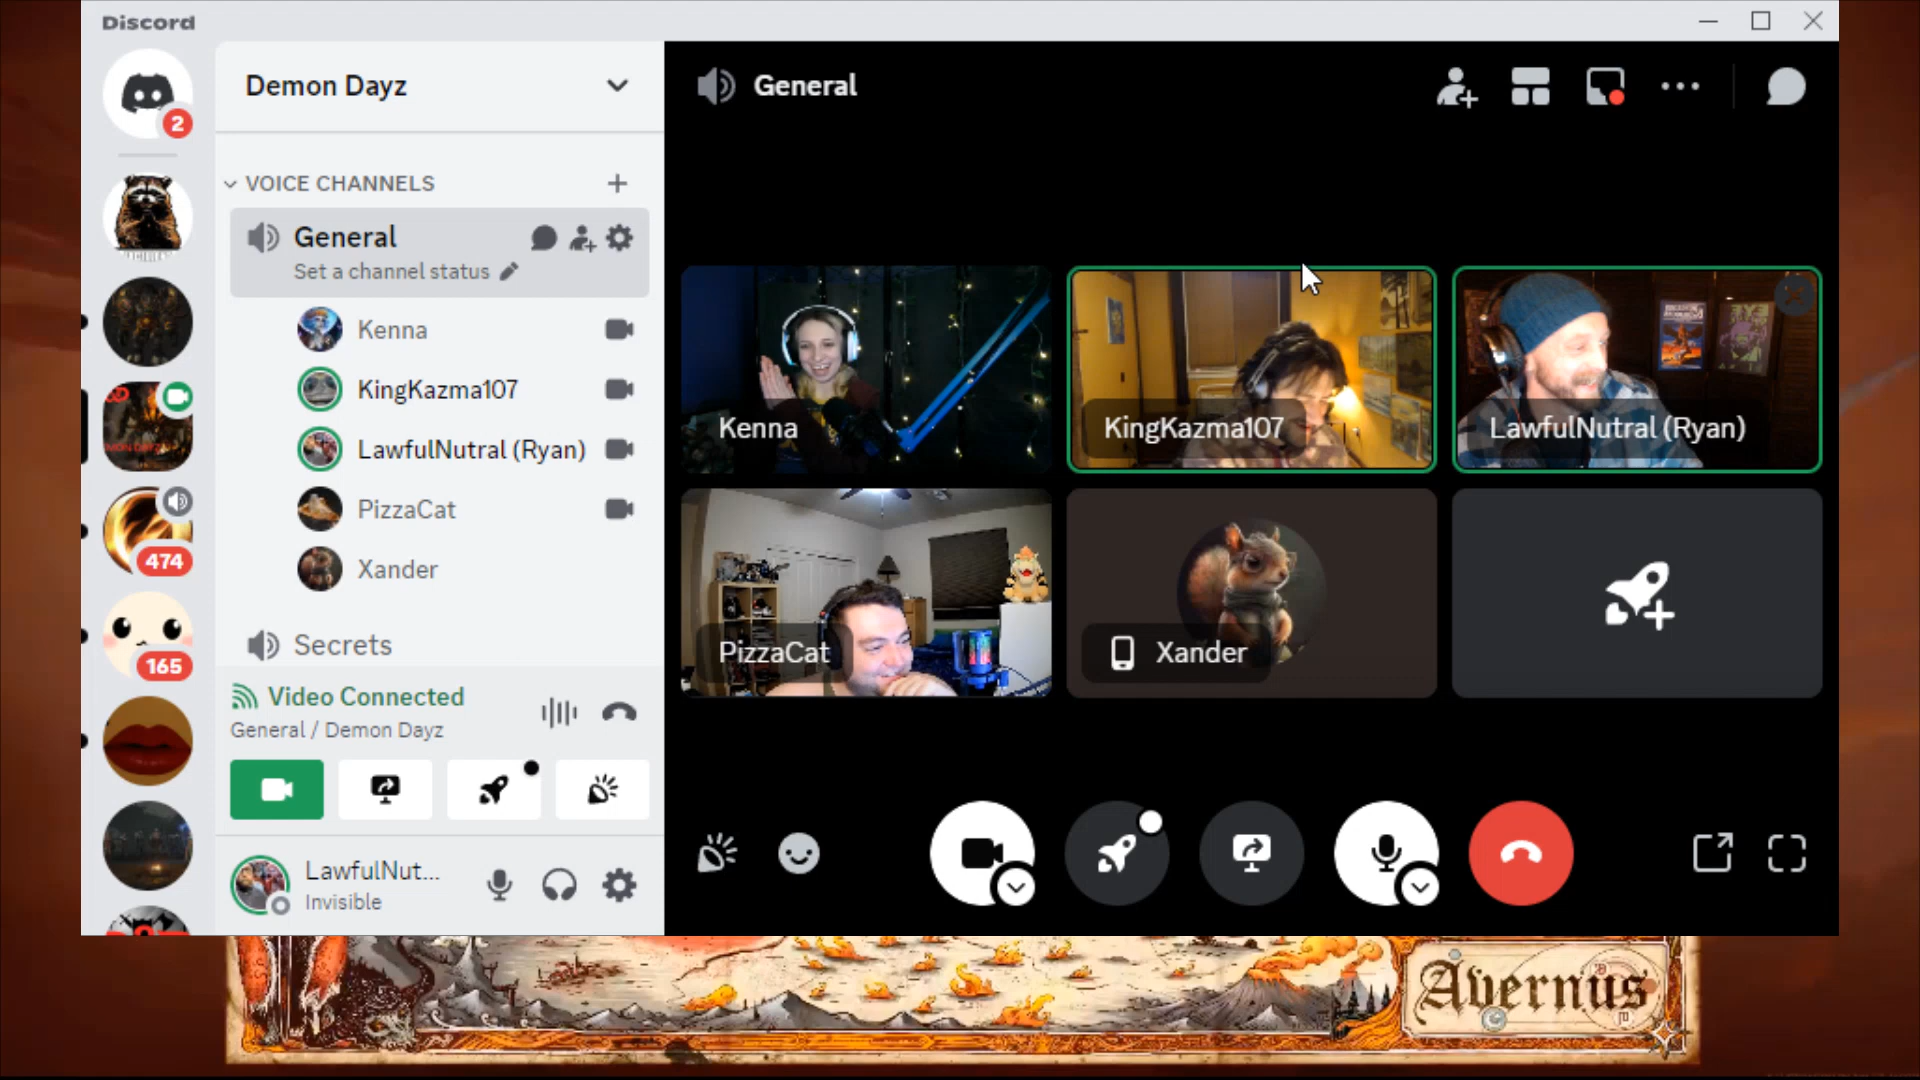 Discord
2
474
165
Demon Dayz
VOICE CHANNELS
General
Set a channel status
Kenna
KingKazma107
LawfulNutral (Ryan)
PizzaCat
Xander
Secrets
Video Connected
General / Demon Dayz
LawfulNut...
Invisible
General
Kenna
KingKazma107
LawfulNutral (Ryan)
PizzaCat
Xander
Avernus